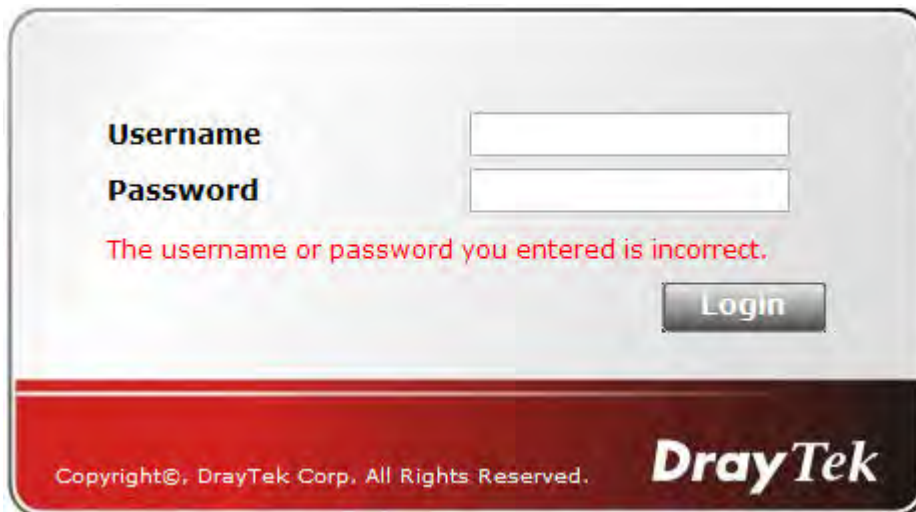 Username
Password
The username or password you entered is incorrect.
Login
Copyright©, DrayTek Corp. All Rights Reserved.
DrayTek